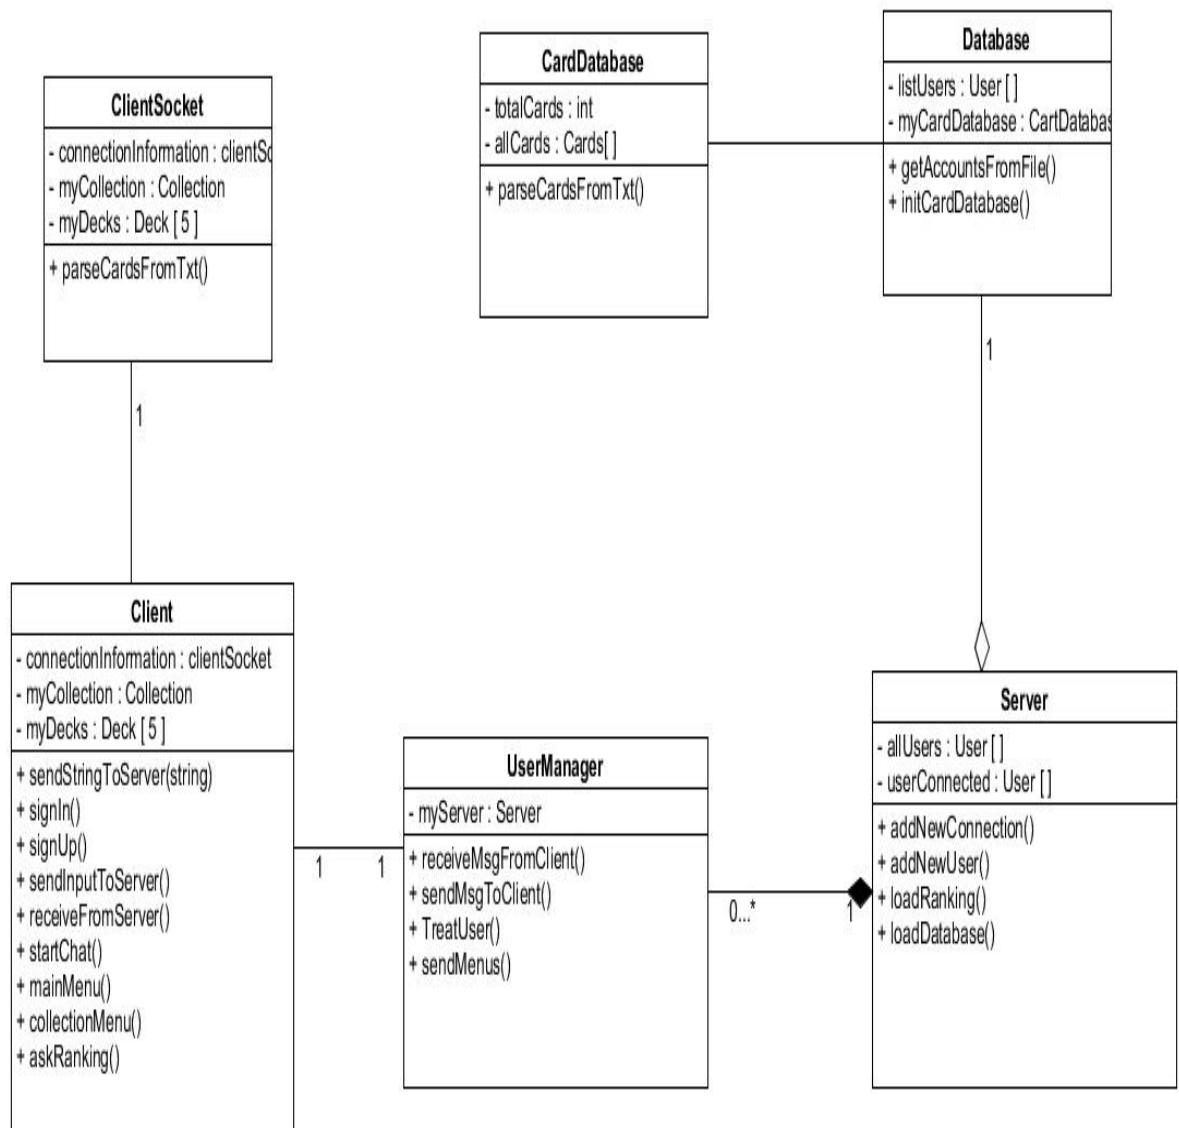 ClientSocket
- connectionInformation : clientSo
- myCollection : Collection
- myDecks : Deck [ 5 ]
+ parseCardsFromTxt()
1
CardDatabase
- totalCards : int
- allCards : Cards[ ]
+ parseCardsFromTxt()
Database
- listUsers : User [ ]
- myCardDatabase : CartDatabas
+ getAccountsFromFile()
+ initCardDatabase()
1
Client
- connectionInformation : clientSocket
- myCollection : Collection
- myDecks : Deck [ 5 ]
+ sendStringToServer(string)
+ signIn()
+ signUp()
+ sendInputToServer()
+ receiveFromServer()
+ startChat()
+ mainMenu()
+ collectionMenu()
+ askRanking()
1 1
UserManager
- myServer : Server
+ receiveMsgFromClient()
+ sendMsgToClient()
+ TreatUser()
+ sendMenus()
0...* 1
Server
- allUsers : User [ ]
- userConnected : User [ ]
+ addNewConnection()
+ addNewUser()
+ loadRanking()
+ loadDatabase()